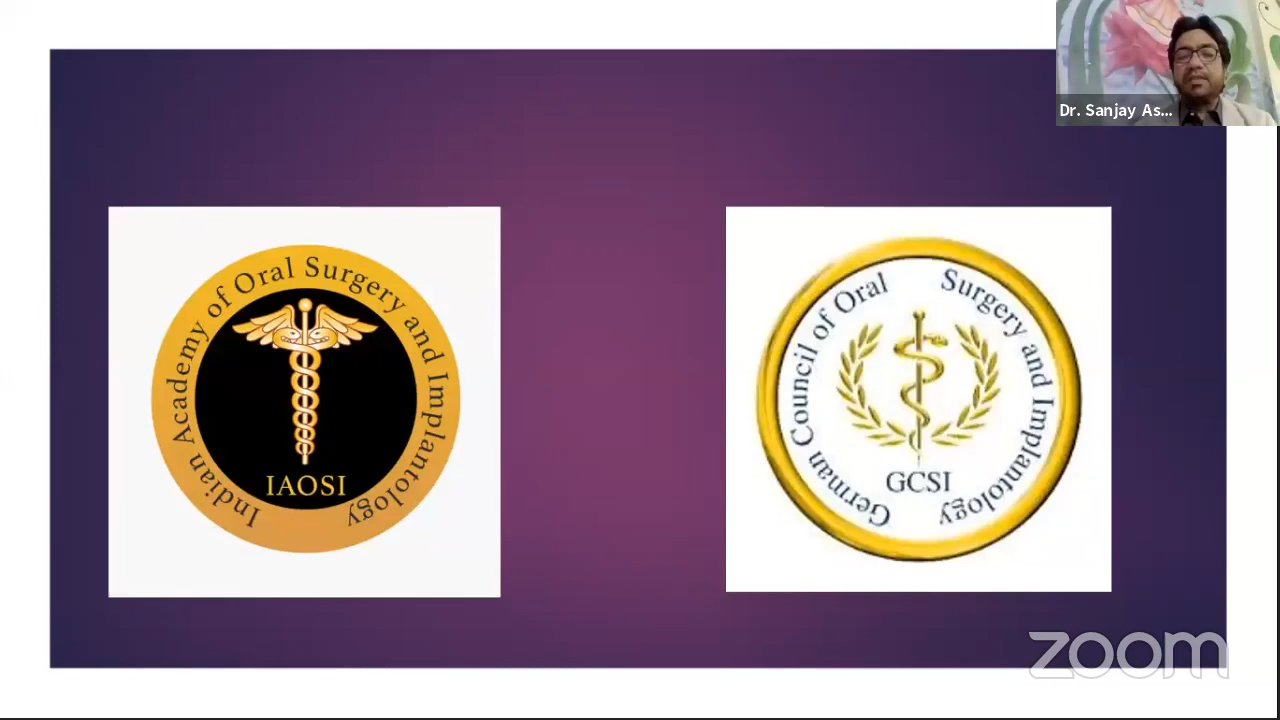 Dr. Sanjay As...
Indian Academy of Oral Surgery and Implantology
IAOSI
German Council of Oral Surgery and Implantology
GCSI
zoom